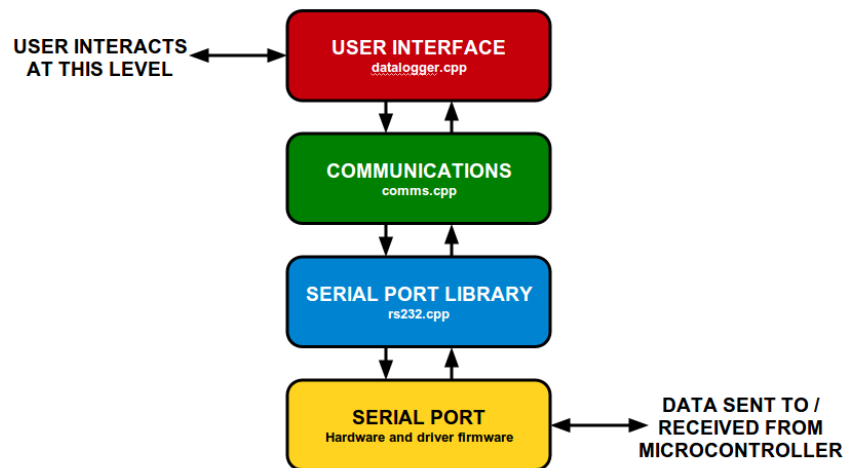 USER INTERACTS
AT THIS LEVEL
USER INTERFACE
datalogger.cpp
COMMUNICATIONS
comms.cpp
SERIAL PORT LIBRARY
rs232.cpp
SERIAL PORT
Hardware and driver firmware
DATA SENT TO /
RECEIVED FROM
MICROCONTROLLER